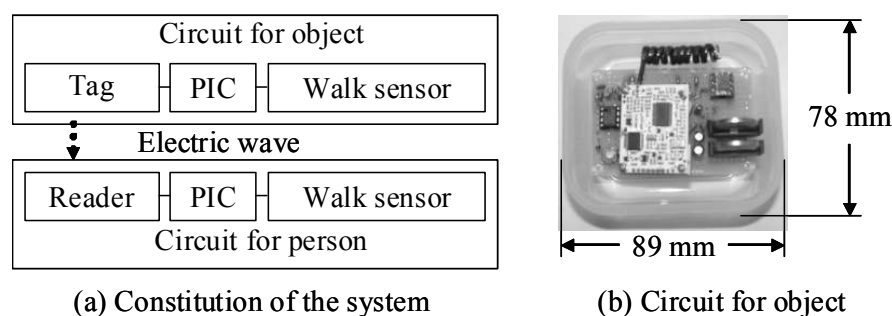 Circuit for object
Tag
PIC
Walk sensor
Electric wave
Reader
PIC
Walk sensor
Circuit for person
(a) Constitution of the system
78 mm
89 mm
(b) Circuit for object